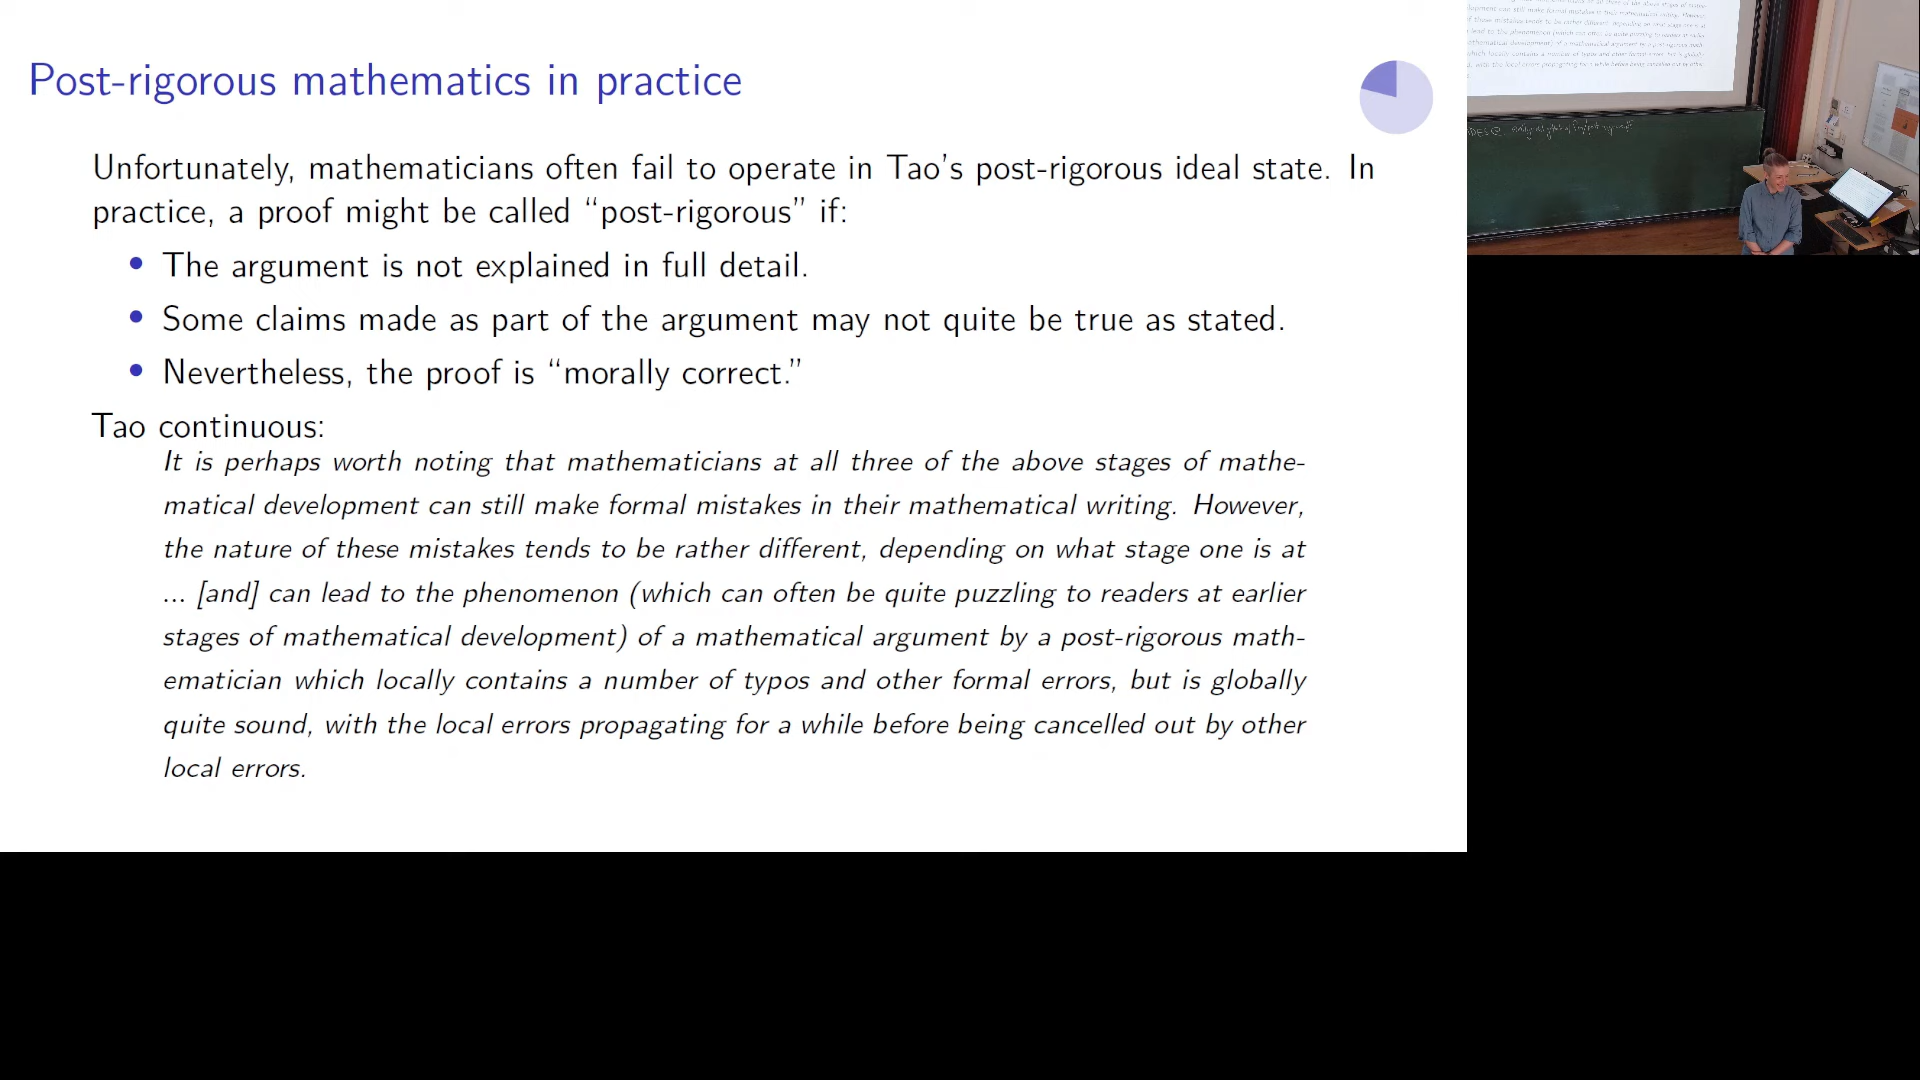 Post-rigorous mathematics in practice
Unfortunately, mathematicians often fail to operate in Tao's post-rigorous ideal state. In
practice, a proof might be called “post-rigorous” if:
• The argument is not explained in full detail.
• Some claims made as part of the argument may not quite be true as stated.
• Nevertheless, the proof is “morally correct.”
Tao continuous:
It is perhaps worth noting that mathematicians at all three of the above stages of mathe-
matical development can still make formal mistakes in their mathematical writing. However,
the nature of these mistakes tends to be rather different, depending on what stage one is at
... [and] can lead to the phenomenon (which can often be quite puzzling to readers at earlier
stages of mathematical development) of a mathematical argument by a post-rigorous math-
ematician which locally contains a number of typos and other formal errors, but is globally
quite sound, with the local errors propagating for a while before being cancelled out by other
local errors.